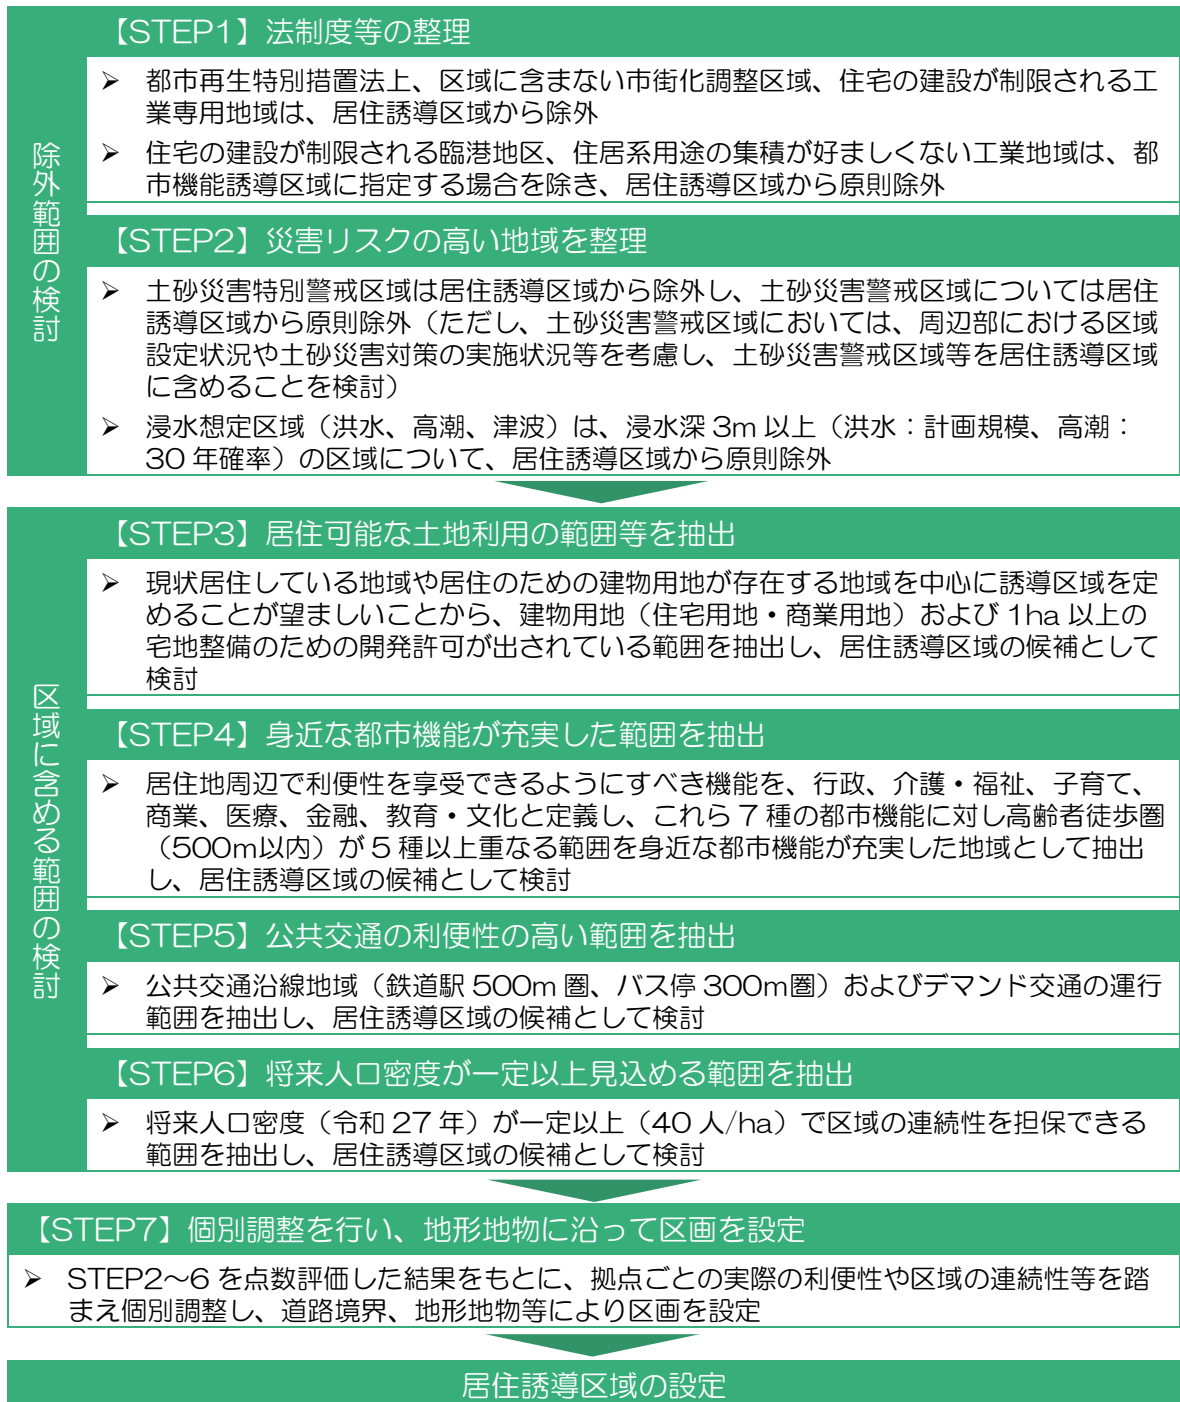 除外範囲の検討
【STEP1】法制度等の整理
➢ 都市再生特別措置法上、区域に含まない市街化調整区域、住宅の建設が制限される工
業専用地域は、居住誘導区域から除外
➢ 住宅の建設が制限される臨港地区、住居系用途の集積が好ましくない工業地域は、都
市機能誘導区域に指定する場合を除き、居住誘導区域から原則除外
【STEP2】災害リスクの高い地域を整理
➢ 土砂災害特別警戒区域は居住誘導区域から除外し、土砂災害警戒区域については居住
誘導区域から原則除外（ただし、土砂災害警戒区域においては、周辺部における区域
設定状況や土砂災害対策の実施状況等を考慮し、土砂災害警戒区域等を居住誘導区域
に含めることを検討）
➢ 浸水想定区域（洪水、高潮、津波）は、浸水深 3m 以上（洪水：計画規模、高潮：
30 年確率）の区域について、居住誘導区域から原則除外
区域に含める範囲の検討
【STEP3】居住可能な土地利用の範囲等を抽出
➢ 現状居住している地域や居住のための建物用地が存在する地域を中心に誘導区域を定
めることが望ましいことから、建物用地（住宅用地・商業用地）および 1ha 以上の
宅地整備のための開発許可が出されている範囲を抽出し、居住誘導区域の候補として
検討
【STEP4】身近な都市機能が充実した範囲を抽出
➢ 居住地周辺で利便性を享受できるようにすべき機能を、行政、介護・福祉、子育て、
商業、医療、金融、教育・文化と定義し、これら 7 種の都市機能に対し高齢者徒歩圏
（500m以内）が 5 種以上重なる範囲を身近な都市機能が充実した地域として抽出
し、居住誘導区域の候補として検討
【STEP5】公共交通の利便性の高い範囲を抽出
➢ 公共交通沿線地域（鉄道駅 500m 圏、バス停 300m圏）およびデマンド交通の運行
範囲を抽出し、居住誘導区域の候補として検討
【STEP6】将来人口密度が一定以上見込める範囲を抽出
➢ 将来人口密度（令和 27 年）が一定以上（40 人/ha）で区域の連続性を担保できる
範囲を抽出し、居住誘導区域の候補として検討
【STEP7】個別調整を行い、地形地物に沿って区画を設定
➢ STEP2～6 を点数評価した結果をもとに、拠点ごとの実際の利便性や区域の連続性等を踏
まえ個別調整し、道路境界、地形地物等により区画を設定
居住誘導区域の設定